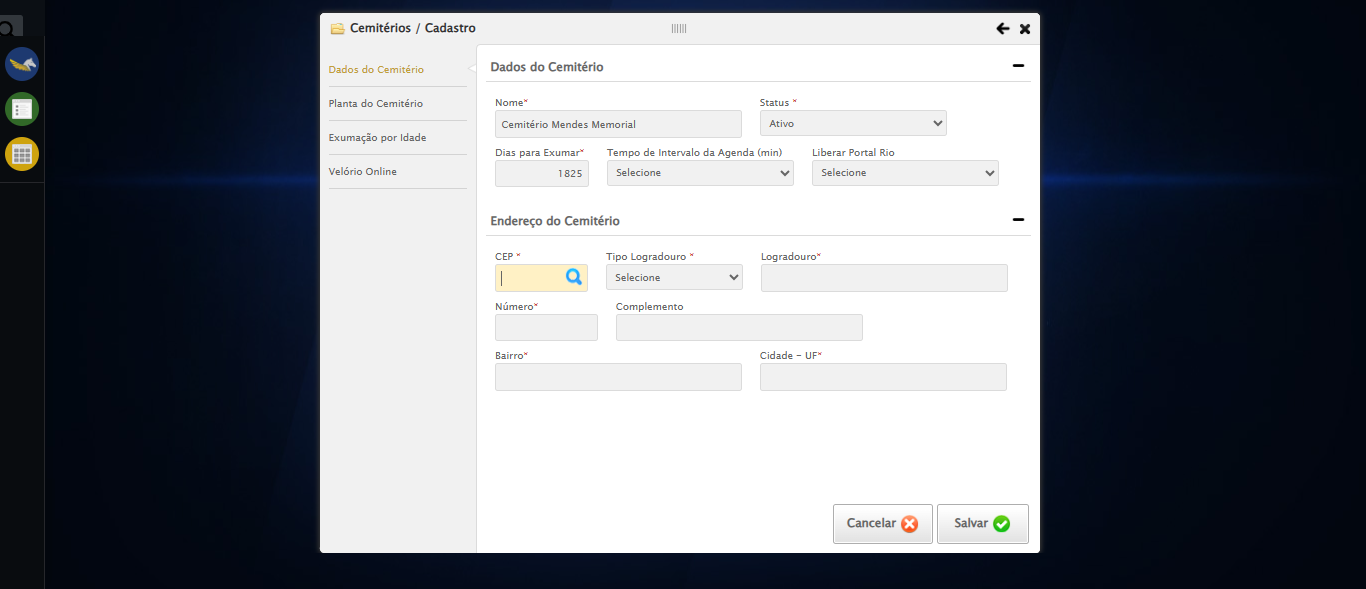 Cemitérios / Cadastro
Dados do Cemitério
Planta do Cemitério
Exumação por Idade
Velório Online
Dados do Cemitério
Nome* Status *
Cemitério Mendes Memorial Ativo
Dias para Exumar* Tempo de Intervalo da Agenda (min) Liberar Portal Rio
1825 Selecione Selecione
Endereço do Cemitério
CEP * Tipo Logradouro * Logradouro*
Selecione
Número* Complemento
Bairro* Cidade - UF*
Cancelar Salvar